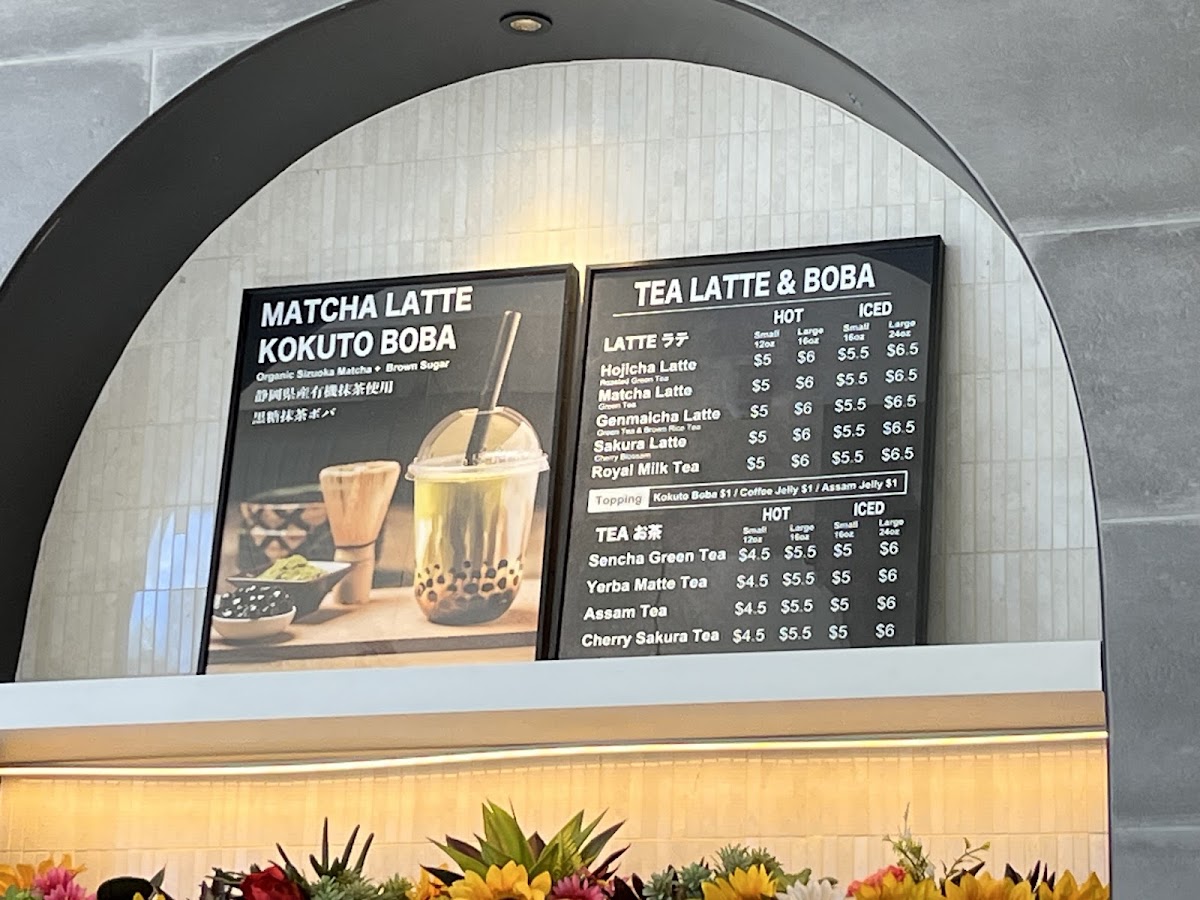 MATCHA LATTE
KOKUTO BOBA
Organic Sizuoka Matcha + Brown Sugar
静岡県産有機抹茶使用
黒糖抹茶ボバ
TEA LATTE & BOBA
HOT ICED
LATTE ラテ Small 12oz Large 16oz Small 16oz Large 24oz
Hojicha Latte $5 $6 $5.5 $6.5
Roasted Green Tea
Matcha Latte $5 $6 $5.5 $6.5
Green Tea
Genmaicha Latte $5 $6 $5.5 $6.5
Green Tea & Brown Rice Tea
Sakura Latte $5 $6 $5.5 $6.5
Cherry Blossom
Royal Milk Tea $5 $6 $5.5 $6.5
Topping Kokuto Boba $1 / Coffee Jelly $1 / Assam Jelly $1
HOT ICED
TEA お茶 Small 12oz Large 16oz Small 16oz Large 24oz
Sencha Green Tea $4.5 $5.5 $5 $6
Yerba Matte Tea $4.5 $5.5 $5 $6
Assam Tea $4.5 $5.5 $5 $6
Cherry Sakura Tea $4.5 $5.5 $5 $6